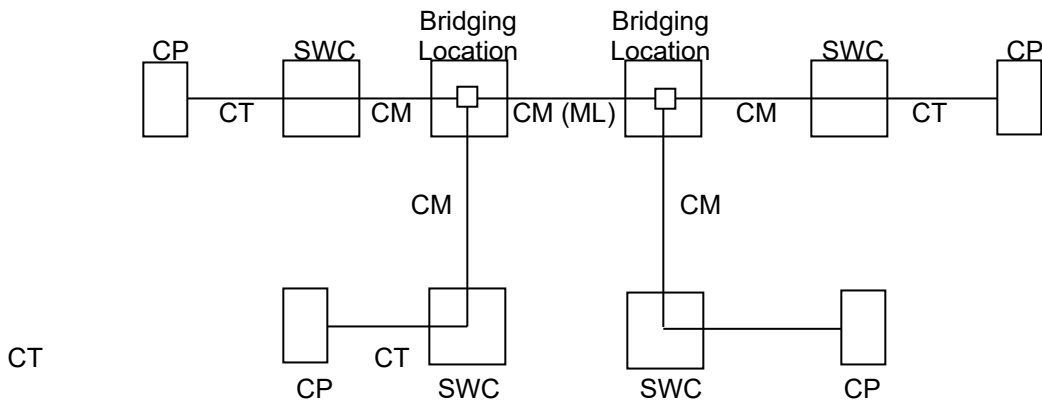 Bridging Location
Bridging Location
CP
SWC
SWC
CP
CT
CM
CM (ML)
CM
CT
CM
CM
CT
CT
CP
SWC
SWC
CP